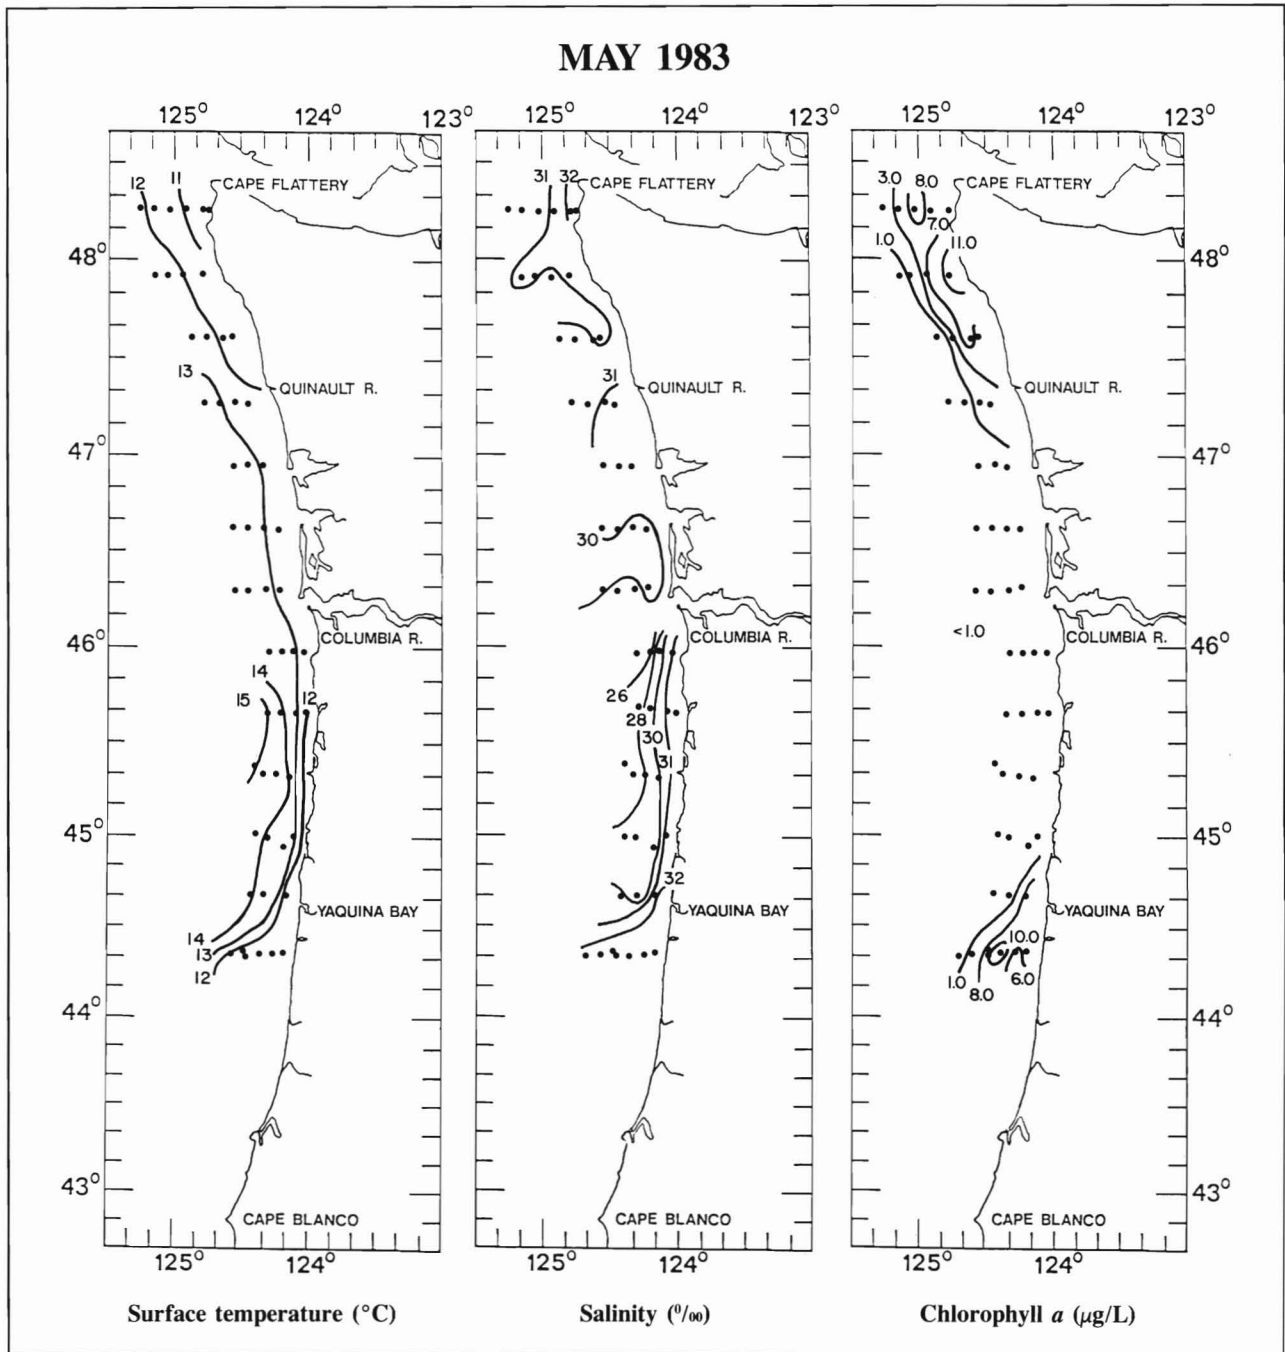 MAY 1983
125° 124° 123° 125° 124° 123° 125° 124° 123°
12 11 CAPE FLATTERY 31 32 CAPE FLATTERY 3.0 8.0 CAPE FLATTERY
7.0
1.0 11.0
48° 48°
13 31
QUINAULT R. QUINAULT R. QUINAULT R.
47° 47°
30
<1.0
46° COLUMBIA R. COLUMBIA R. COLUMBIA R. 46°
14
15 12 26
28
30
31
45° 45°
32
YAQUINA BAY YAQUINA BAY YAQUINA BAY
14 10.0
13
12 1.0 8.0 6.0
44° 44°
43° 43°
CAPE BLANCO CAPE BLANCO CAPE BLANCO
125° 124° 125° 124° 125° 124°
Surface temperature (°C) Salinity (⁰/₀₀) Chlorophyll a (μg/L)